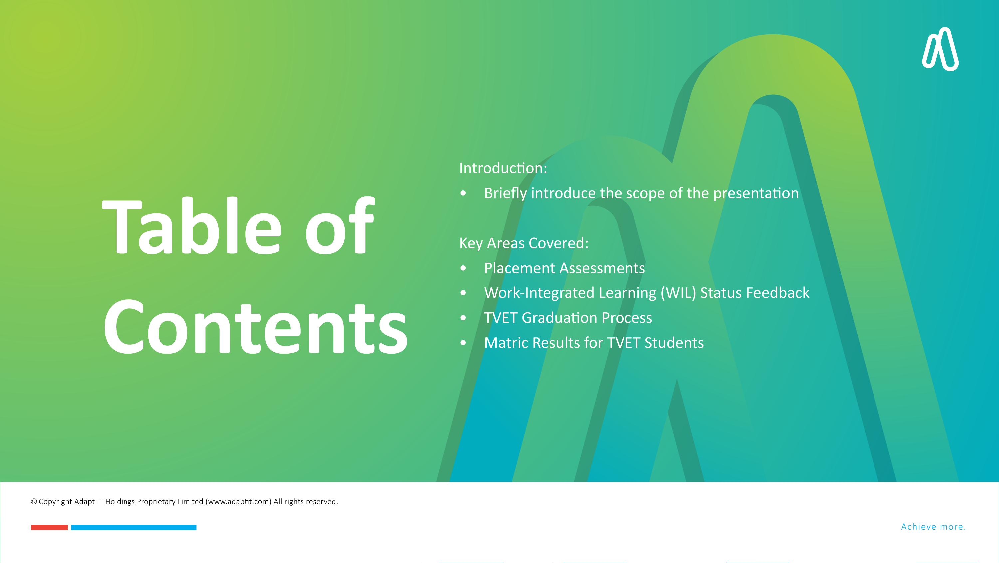 Table of
Contents
Introduction:
• Briefly introduce the scope of the presentation
Key Areas Covered:
• Placement Assessments
• Work-Integrated Learning (WIL) Status Feedback
• TVET Graduation Process
• Matric Results for TVET Students
© Copyright Adapt IT Holdings Proprietary Limited (www.adaptit.com) All rights reserved.
Achieve more.